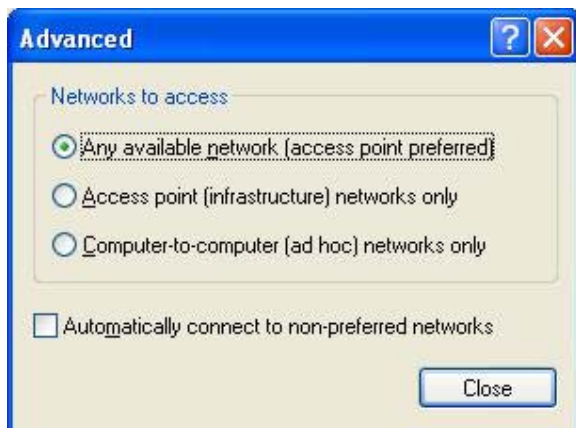 Advanced
Networks to access
Any available network (access point preferred)
Access point (infrastructure) networks only
Computer-to-computer (ad hoc) networks only
Automatically connect to non-preferred networks
Close